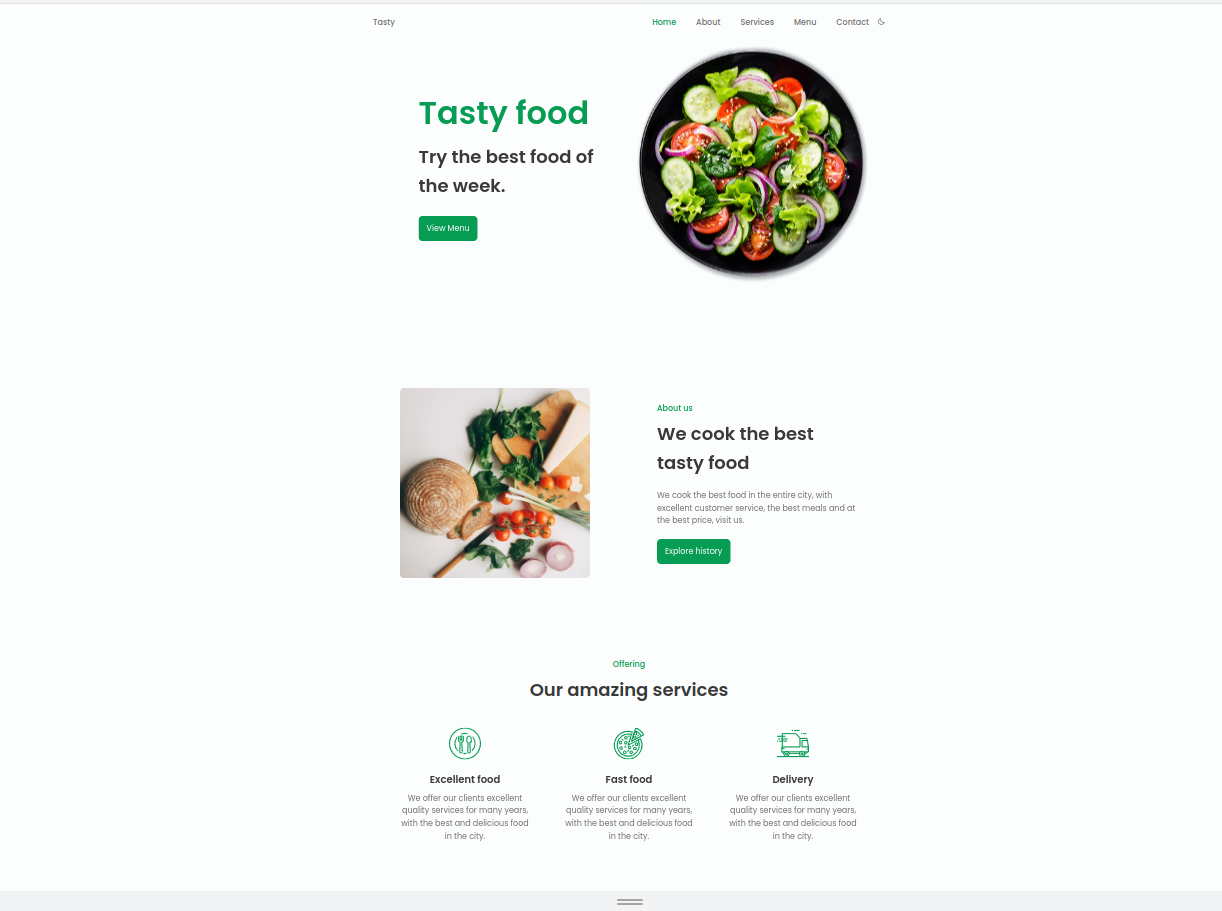 Tasty
Home About Services Menu Contact
Tasty food
Try the best food of
the week.
View Menu
About us
We cook the best
tasty food
We cook the best food in the entire city, with
excellent customer service, the best meals and at
the best price, visit us.
Explore history
Offering
Our amazing services
Excellent food
We offer our clients excellent
quality services for many years,
with the best and delicious food
in the city.
Fast food
We offer our clients excellent
quality services for many years,
with the best and delicious food
in the city.
Delivery
We offer our clients excellent
quality services for many years,
with the best and delicious food
in the city.